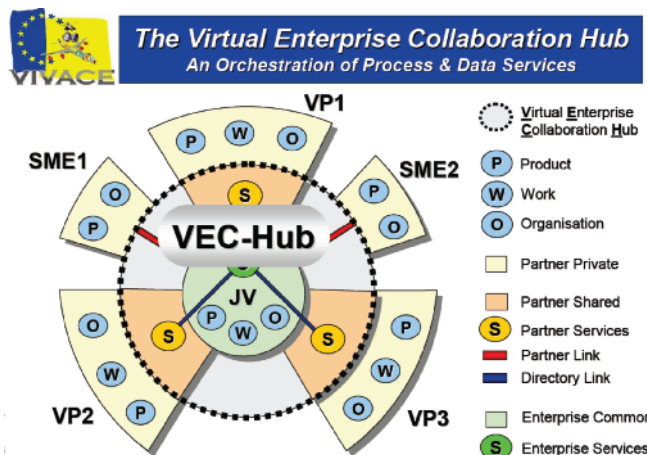 VIVACE
The Virtual Enterprise Collaboration Hub
An Orchestration of Process & Data Services
VP1
P W O
SME1
O
P
S
SME2
P
O
VEC-Hub
JV
P W O
S
S
O
W
P
VP2
P
W
O
VP3
Virtual Enterprise
Collaboration Hub
P Product
W Work
O Organisation
Partner Private
Partner Shared
S Partner Services
Partner Link
Directory Link
Enterprise Common
S Enterprise Services